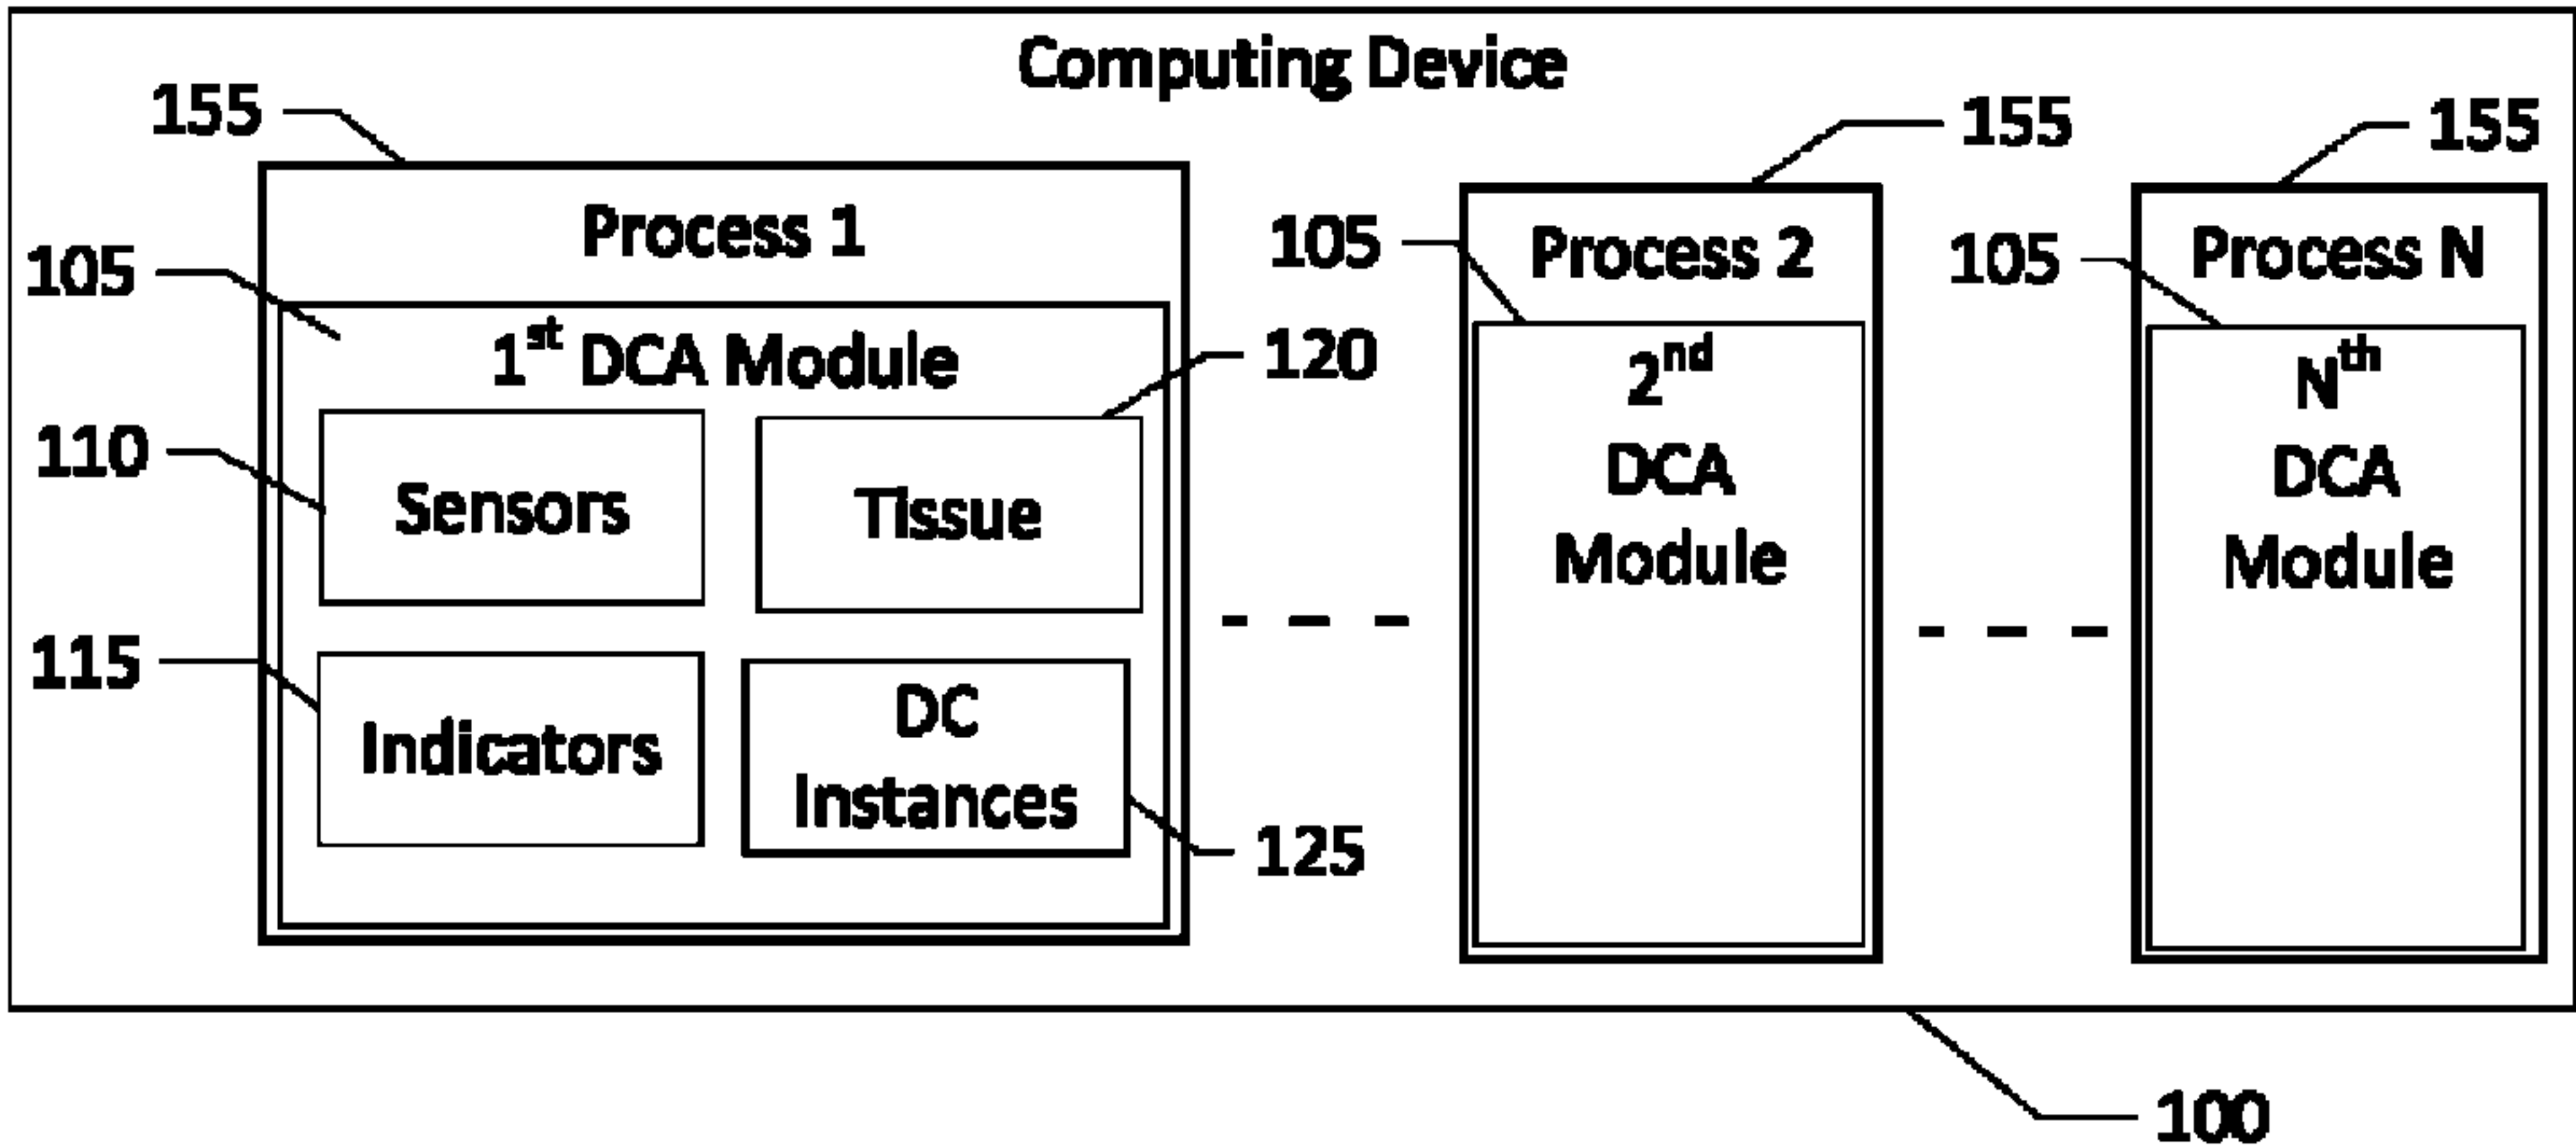 Computing Device
155
155
155
Process 1
105
Process 2
105
Process N
105
1st DCA Module
120
2nd
DCA
Module
Nth
DCA
Module
110
Sensors
Tissue
115
Indicators
DC
Instances
125
100